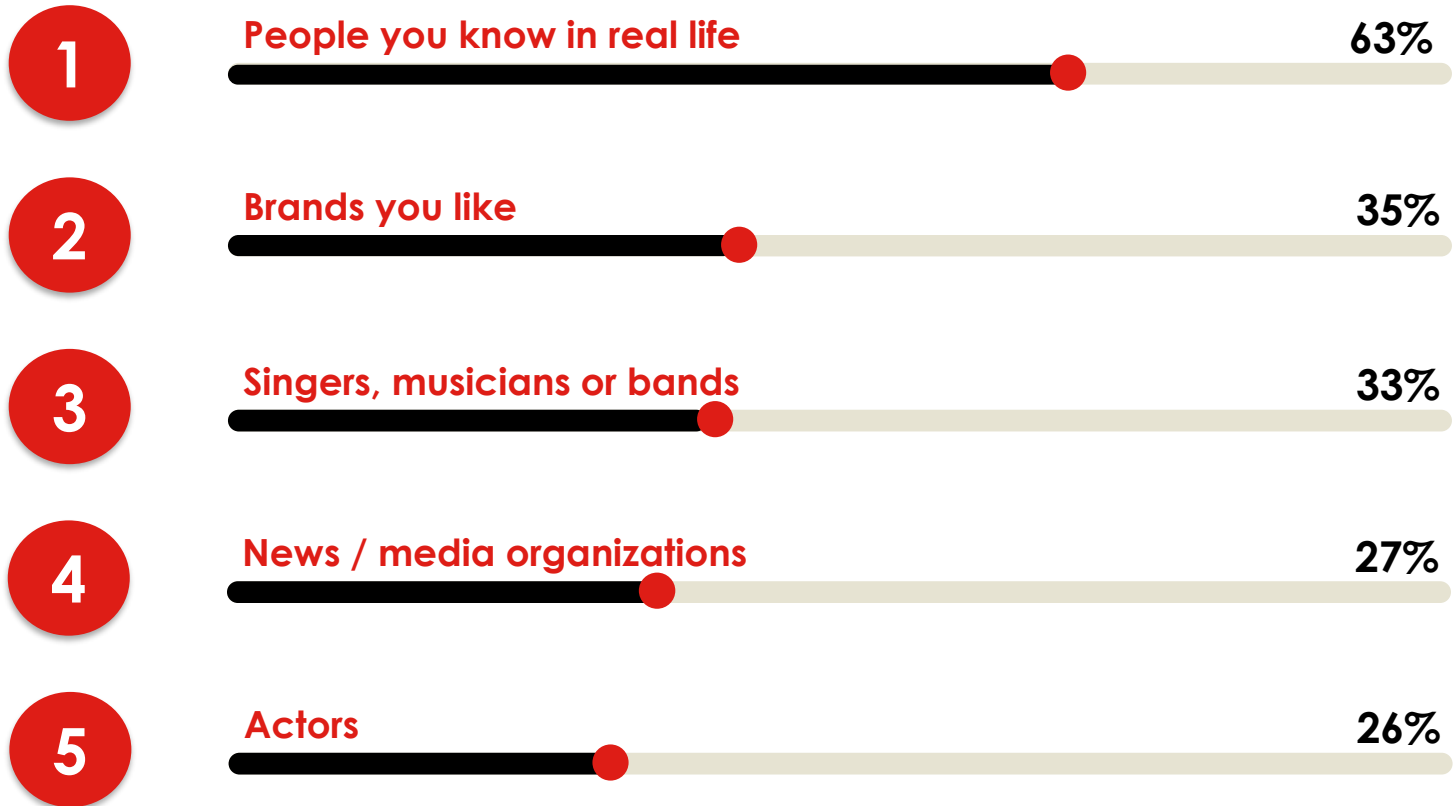 1
People you know in real life
63%
2
Brands you like
35%
3
Singers, musicians or bands
33%
4
News / media organizations
27%
5
Actors
26%